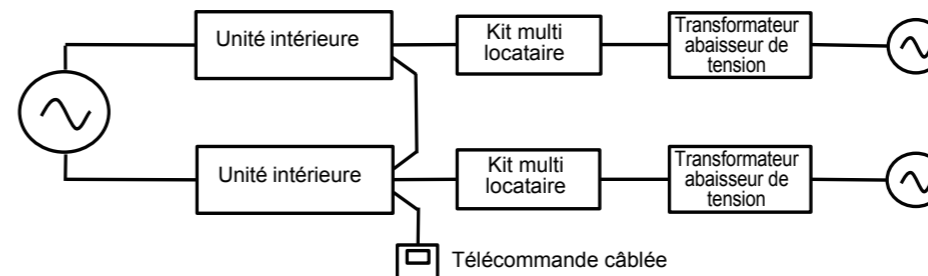 Unité intérieure
Kit multi
locataire
Transformateur
abaisseur de
tension
Unité intérieure
Kit multi
locataire
Transformateur
abaisseur de
tension
Télécommande câblée